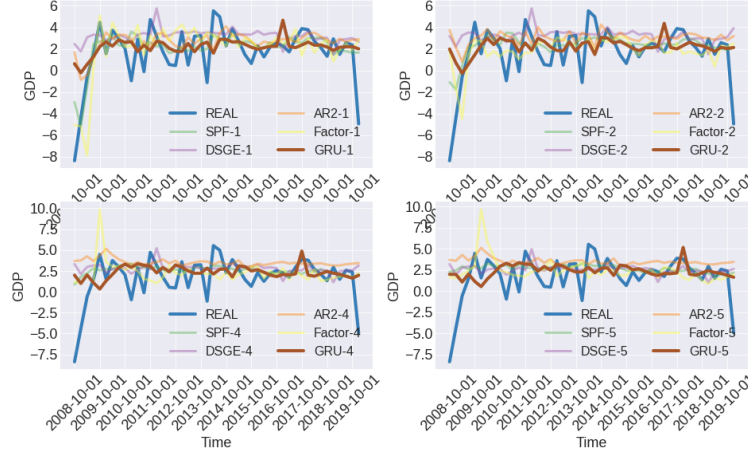 6
4
2
0
−2
−4
−6
−8
GDP
REAL
SPF-1
DSGE-1
AR2-1
Factor-1
GRU-1
6
4
2
0
−2
−4
−6
−8
GDP
REAL
SPF-2
DSGE-2
AR2-2
Factor-2
GRU-2
10.0
7.5
5.0
2.5
0.0
−2.5
−5.0
−7.5
GDP
REAL
SPF-4
DSGE-4
AR2-4
Factor-4
GRU-4
2008-10-01
2009-10-01
2010-10-01
2011-10-01
2012-10-01
2013-10-01
2014-10-01
2015-10-01
2016-10-01
2017-10-01
2018-10-01
2019-10-01
Time
10.0
7.5
5.0
2.5
0.0
−2.5
−5.0
−7.5
GDP
REAL
SPF-5
DSGE-5
AR2-5
Factor-5
GRU-5
2008-10-01
2009-10-01
2010-10-01
2011-10-01
2012-10-01
2013-10-01
2014-10-01
2015-10-01
2016-10-01
2017-10-01
2018-10-01
2019-10-01
Time